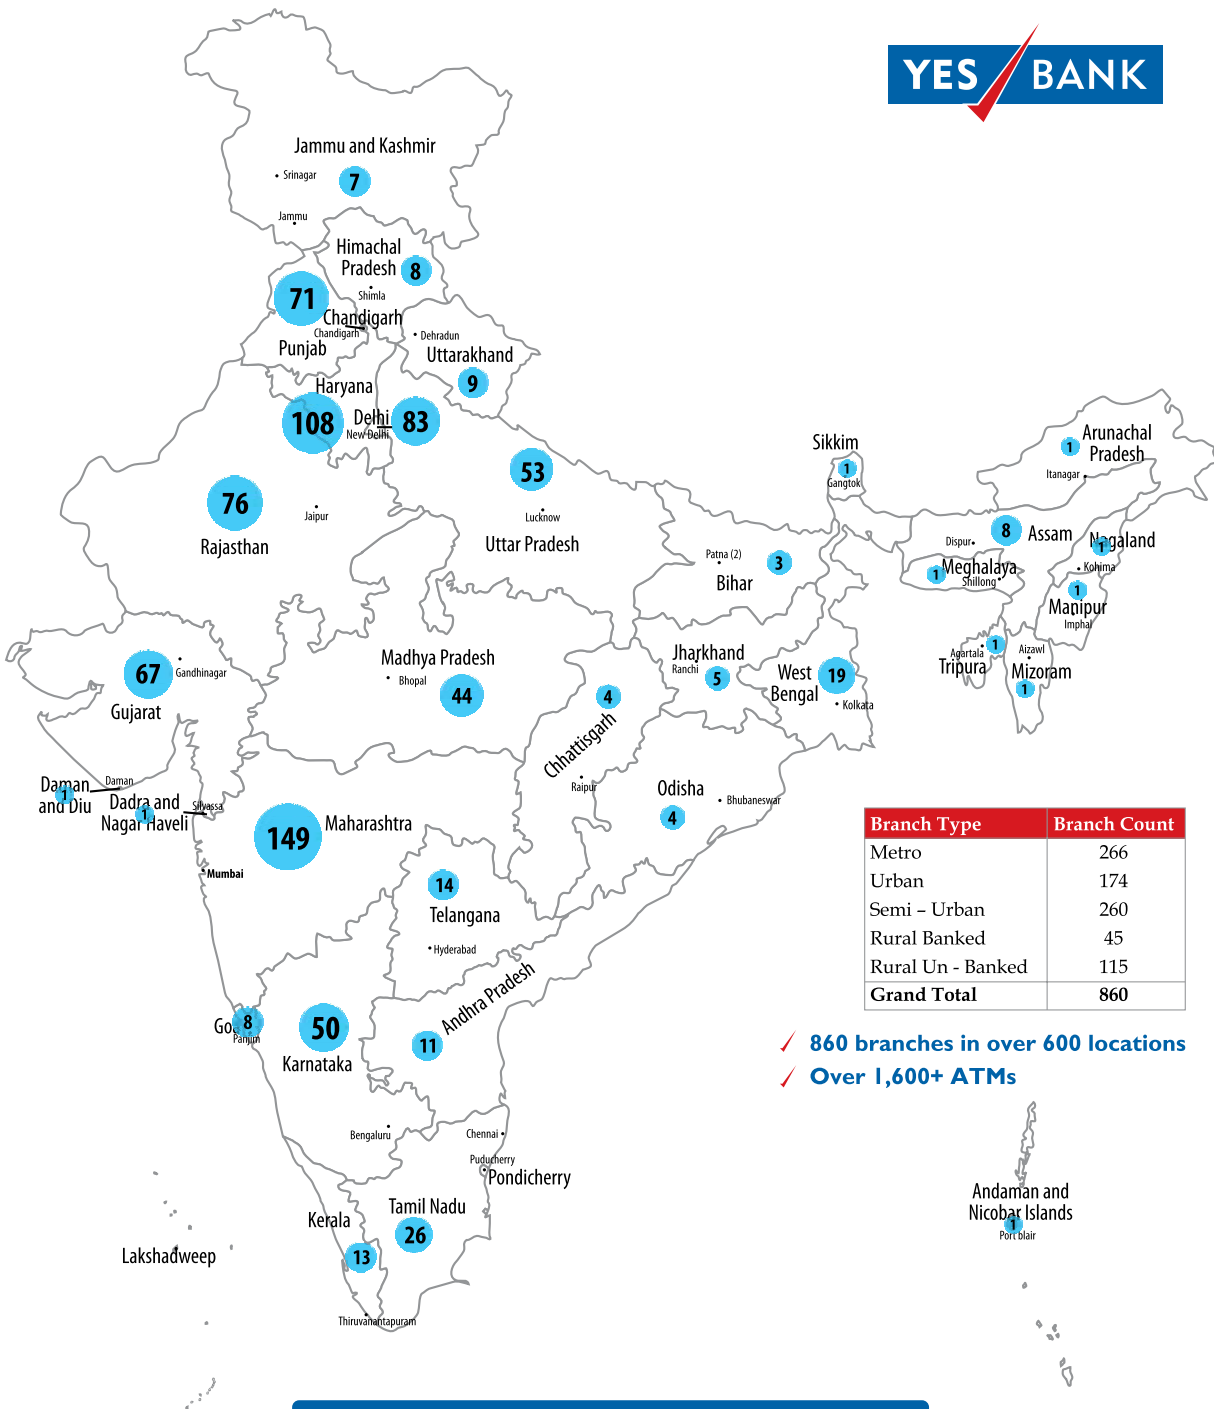 YES BANK
Jammu and Kashmir
Srinagar
7
Jammu
Himachal
Pradesh
8
Shimla
71
Chandigarh
Chandigarh
Punjab
Dehradun
Uttarakhand
9
Haryana
108
Delhi
New Delhi
83
Sikkim
1
Gangtok
Arunachal
Pradesh
1
Itanagar
53
Lucknow
Uttar Pradesh
76
Jaipur
Rajasthan
8
Assam
Dispur
Nagaland
1
Kohima
Meghalaya
1
Shillong
1
Manipur
Imphal
Patna (2)
3
Bihar
1
Agartala
Tripura
Aizawl
Mizoram
1
Jharkhand
Ranchi
5
West
Bengal
19
Kolkata
Madhya Pradesh
Bhopal
44
67
Gandhinagar
Gujarat
4
Chhattisgarh
Raipur
Odisha
Bhubaneswar
4
Daman
and Diu
1
Daman
Dadra and
Nagar Haveli
1
Silvassa
149
Maharashtra
Mumbai
14
Telangana
Hyderabad
Branch Type Branch Count
Metro 266
Urban 174
Semi – Urban 260
Rural Banked 45
Rural Un - Banked 115
Grand Total 860
860 branches in over 600 locations
Over 1,600+ ATMs
Andhra Pradesh
11
Goa
8
Panjim
50
Karnataka
Bengaluru
Chennai
Puducherry
Pondicherry
Tamil Nadu
26
Kerala
13
Thiruvanantapuram
Lakshadweep
Andaman and
Nicobar Islands
1
Port blair